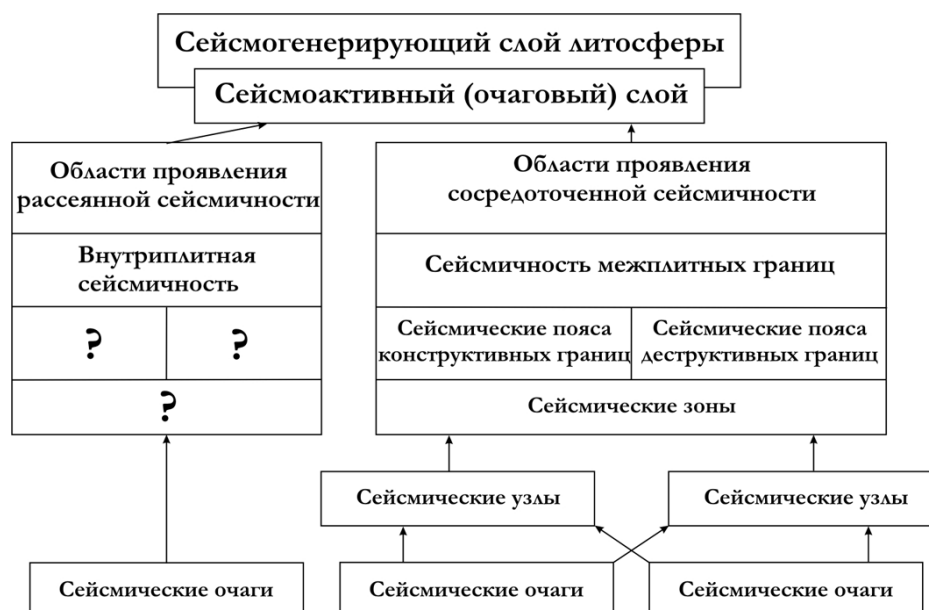 Сейсмогенерирующий слой литосферы
Сейсмоактивный (очаговый) слой
Области проявления
рассеянной сейсмичности
Внутриплитная
сейсмичность
?
?
?
Области проявления
сосредоточенной сейсмичности
Сейсмичность межплитных границ
Сейсмические пояса
конструктивных границ
Сейсмические пояса
деструктивных границ
Сейсмические зоны
Сейсмические узлы
Сейсмические узлы
Сейсмические очаги
Сейсмические очаги
Сейсмические очаги